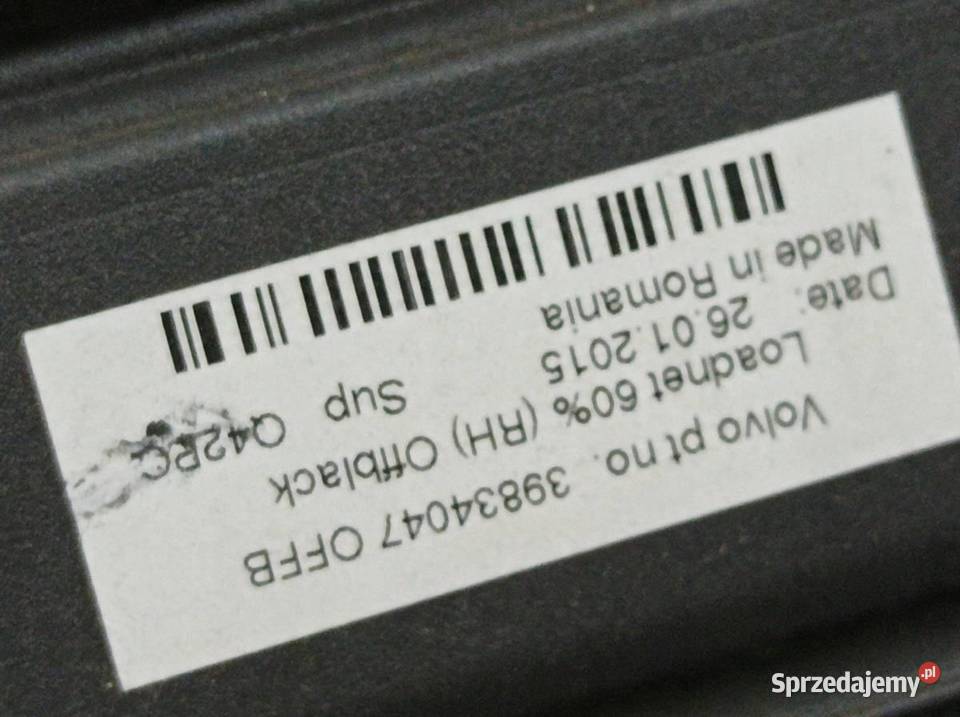 Volvo pt no. 39834047 OFFB
Loadnet 60% (RH) Offblack
Date: 26.01.2015 Sup
Made in Romania
Sprzedajemy.pl